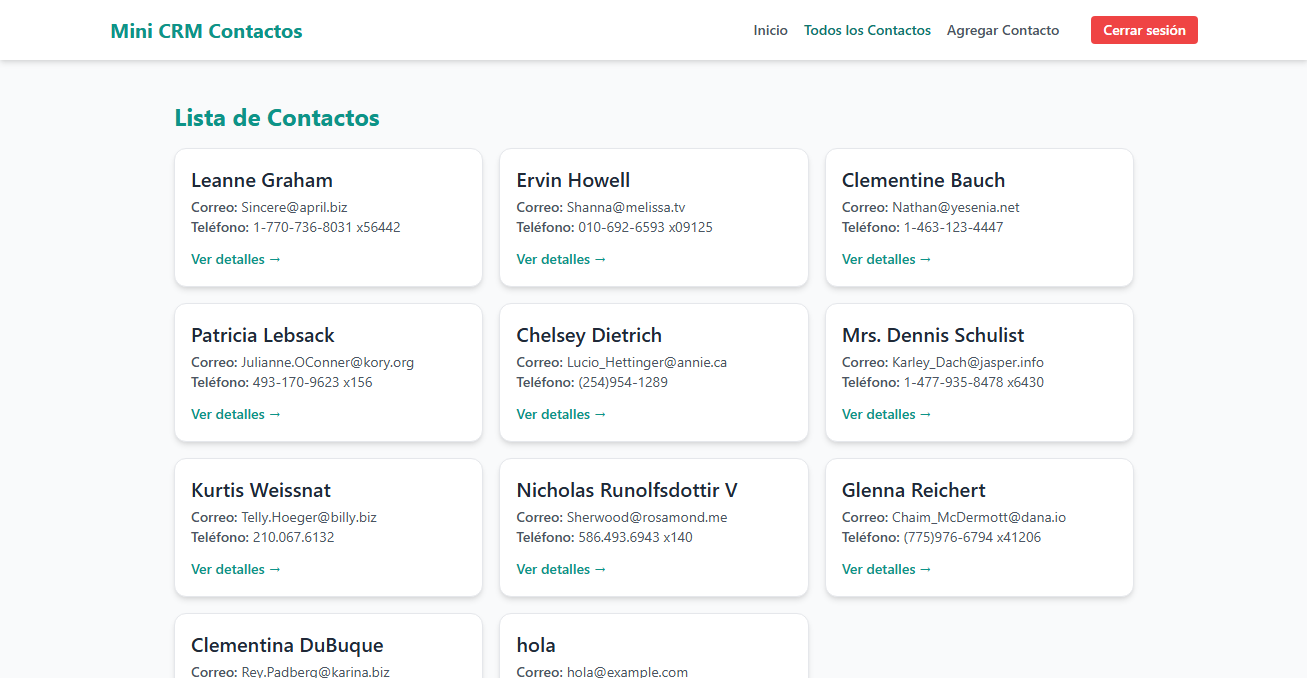 Mini CRM Contactos
Inicio Todos los Contactos Agregar Contacto Cerrar sesión
Lista de Contactos
Leanne Graham
Correo: Sincere@april.biz
Teléfono: 1-770-736-8031 x56442
Ver detalles →
Ervin Howell
Correo: Shanna@melissa.tv
Teléfono: 010-692-6593 x09125
Ver detalles →
Clementine Bauch
Correo: Nathan@yesenia.net
Teléfono: 1-463-123-4447
Ver detalles →
Patricia Lebsack
Correo: Julianne.OConner@kory.org
Teléfono: 493-170-9623 x156
Ver detalles →
Chelsey Dietrich
Correo: Lucio_Hettinger@annie.ca
Teléfono: (254)954-1289
Ver detalles →
Mrs. Dennis Schulist
Correo: Karley_Dach@jasper.info
Teléfono: 1-477-935-8478 x6430
Ver detalles →
Kurtis Weissnat
Correo: Telly.Hoeger@billy.biz
Teléfono: 210.067.6132
Ver detalles →
Nicholas Runolfsdottir V
Correo: Sherwood@rosamond.me
Teléfono: 586.493.6943 x140
Ver detalles →
Glenna Reichert
Correo: Chaim_McDermott@dana.io
Teléfono: (775)976-6794 x41206
Ver detalles →
Clementina DuBuque
Correo: Rey.Padberg@karina.biz
hola
Correo: hola@example.com